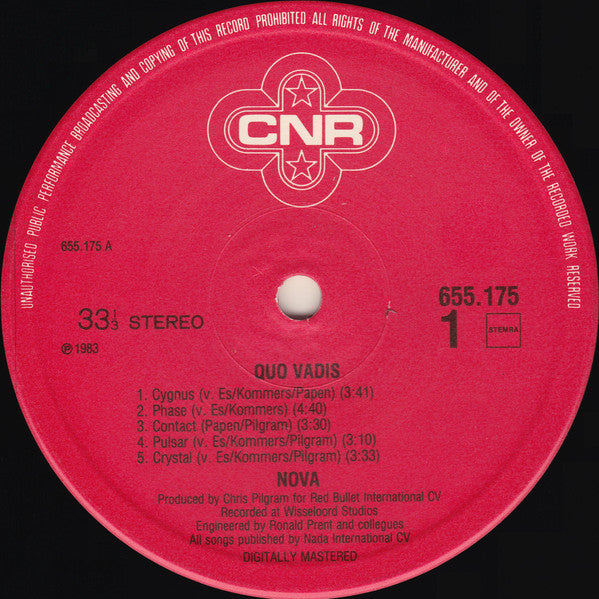 UNAUTHORISED PUBLIC PERFORMANCE BROADCASTING AND COPYING OF THIS RECORD PROHIBITED ALL RIGHTS OF THE MANUFACTURER AND OF THE OWNER OF THE RECORDED WORK RESERVED
CNR
655.175 A
33⅓ STEREO
℗ 1983
655.175
1
STEMRA
QUO VADIS
1. Cygnus (v. Es/Kommers/Papen) (3:41)
2. Phase (v. Es/Kommers) (4:40)
3. Contact (Papen/Pilgram) (3:30)
4. Pulsar (v. Es/Kommers/Pilgram) (3:10)
5. Crystal (v. Es/Kommers/Pilgram) (3:33)
NOVA
Produced by Chris Pilgram for Red Bullet International CV
Recorded at Wisseloord Studios
Engineered by Ronald Prent and collegues
All songs published by Nada International CV
DIGITALLY MASTERED